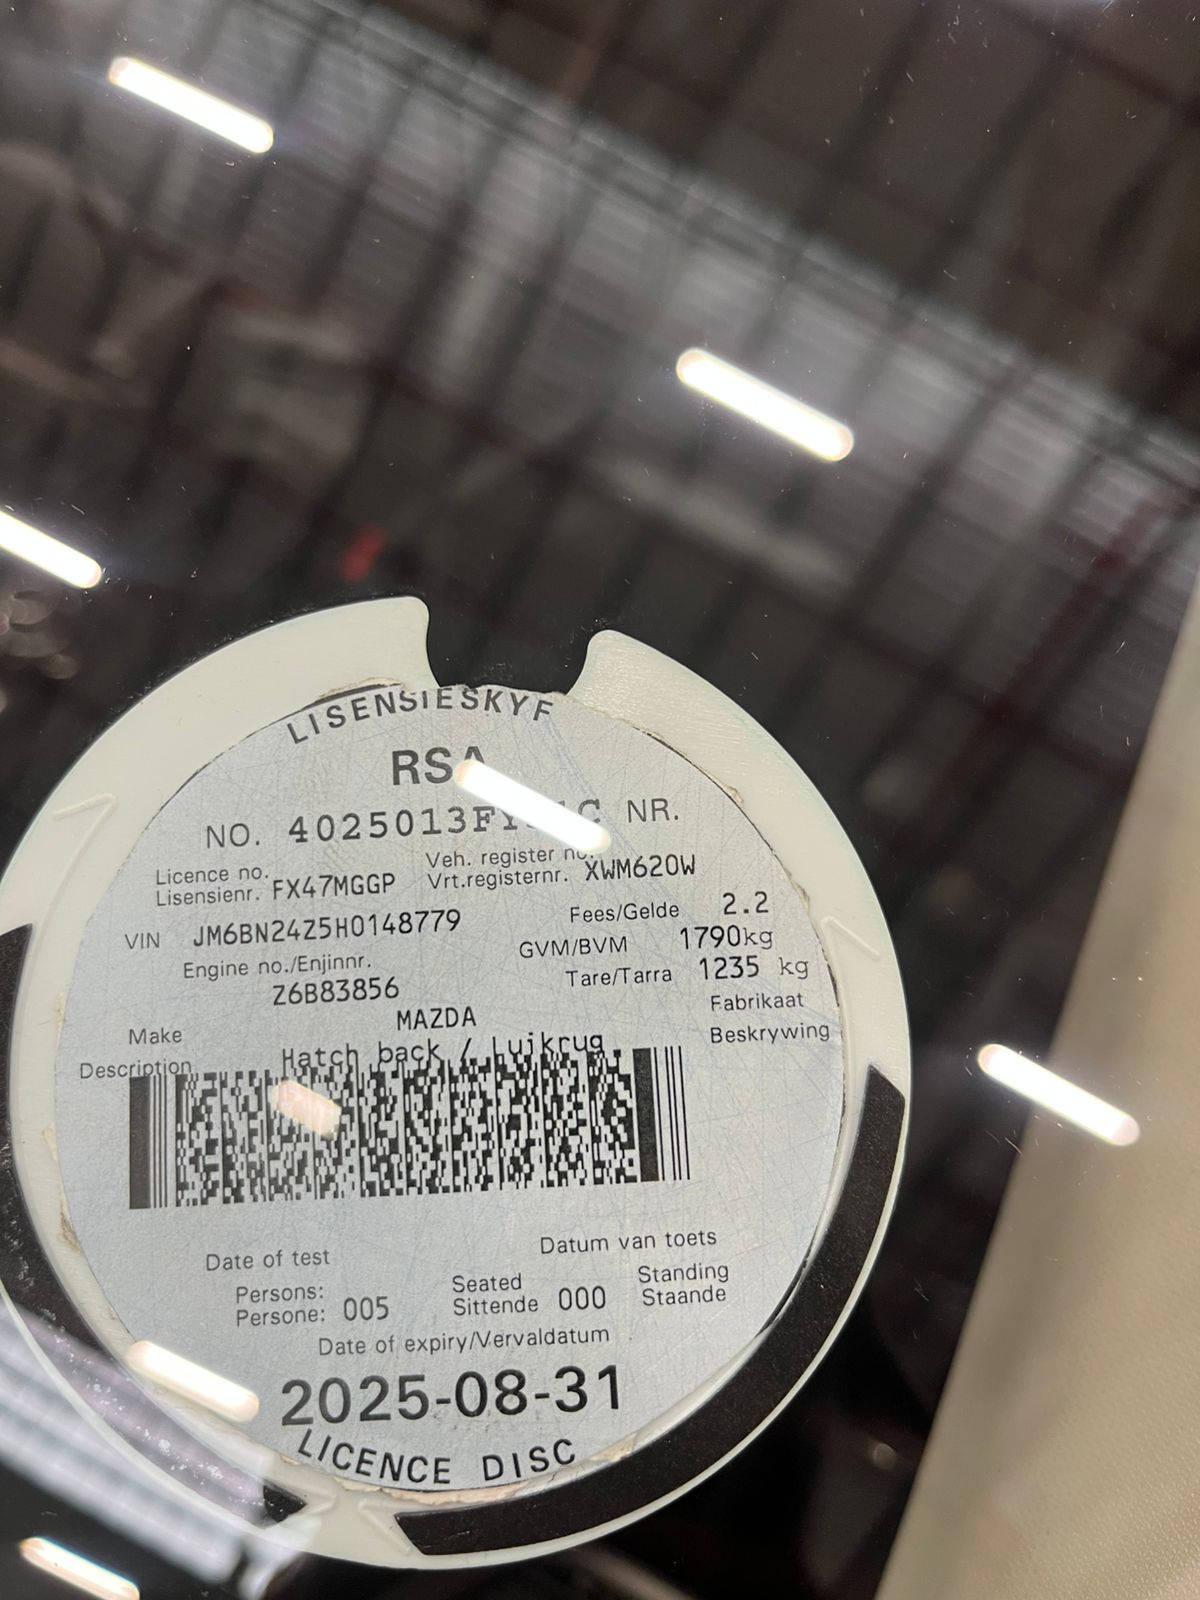 LISENSIESKYF
RSA
NO. NR.
Licence no. Veh. register no.
Lisensienr. FX47MGGP Vrt.registernr. XWM620W
VIN JM6BN24Z5H0148779 Fees/Gelde 2.2
Engine no./Enjinnr. GVM/BVM 1790kg
Z6B83856 Tare/Tarra 1235 kg
Make MAZDA Fabrikaat
Description Hatch back / Luikrug Beskrywing
Date of test Datum van toets
Persons: Seated Standing
Persone: 005 Sittende 000 Staande
Date of expiry/Vervaldatum
2025-08-31
LICENCE DISC